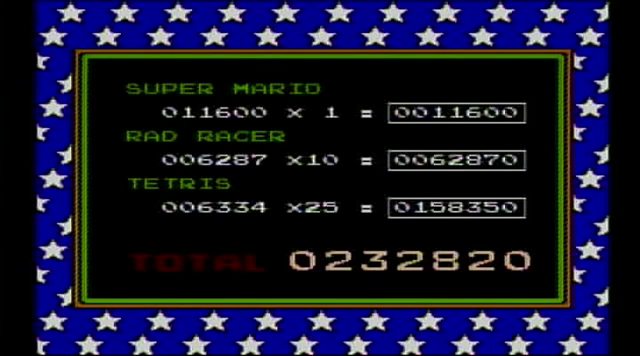 SUPER MARIO
011600 x 1 = 0011600
RAD RACER
006287 x10 = 0062870
TETRIS
006334 x25 = 0158350
TOTAL 0232820